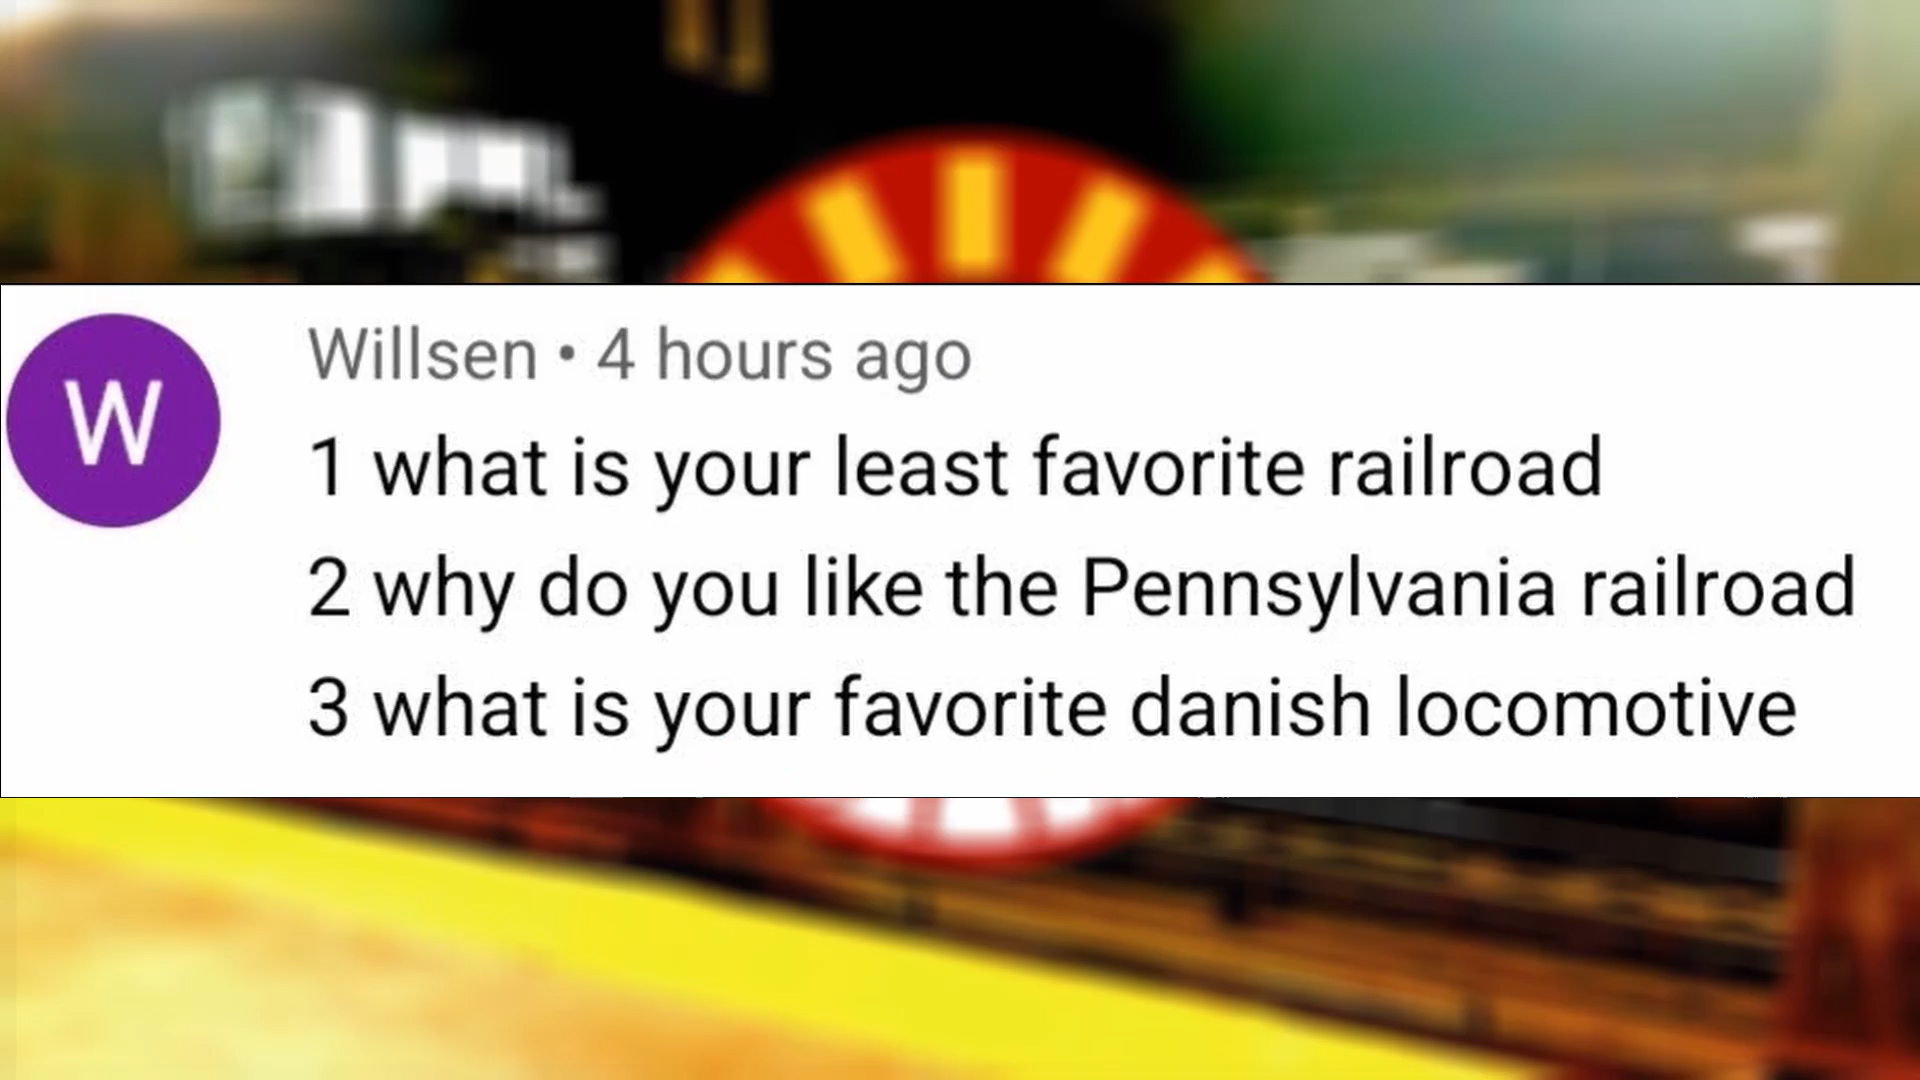 W
Willsen • 4 hours ago
1 what is your least favorite railroad
2 why do you like the Pennsylvania railroad
3 what is your favorite danish locomotive